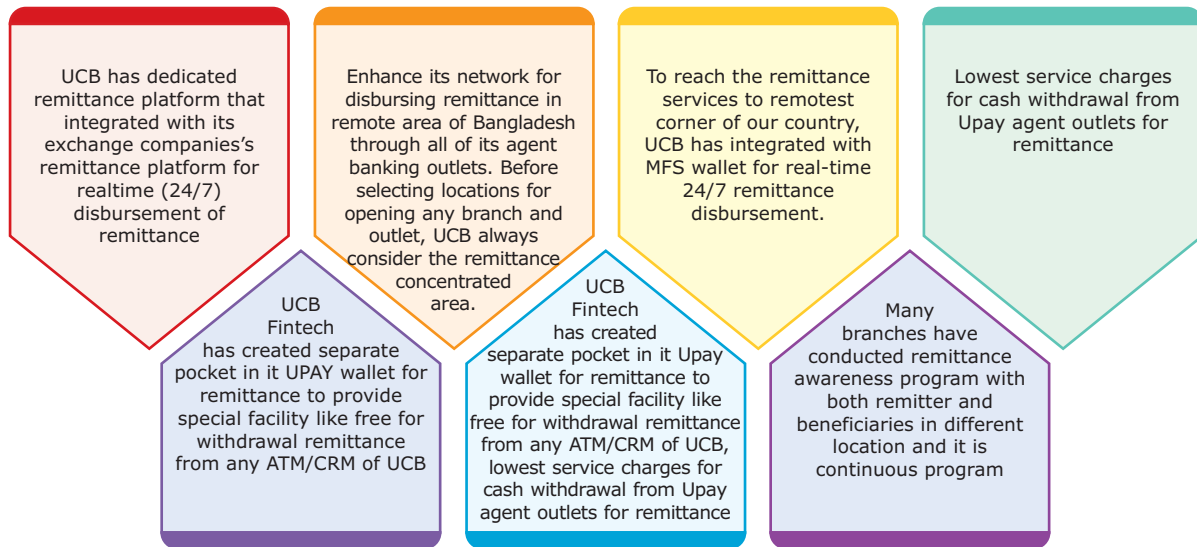 UCB has dedicated
remittance platform that
integrated with its
exchange companies's
remittance platform for
realtime (24/7)
disbursement of
remittance
Enhance its network for
disbursing remittance in
remote area of Bangladesh
through all of its agent
banking outlets. Before
selecting locations for
opening any branch and
outlet, UCB always
consider the remittance
concentrated
area.
To reach the remittance
services to remotest
corner of our country,
UCB has integrated with
MFS wallet for real-time
24/7 remittance
disbursement.
Lowest service charges
for cash withdrawal from
Upay agent outlets for
remittance
UCB
Fintech
has created separate
pocket in it UPAY wallet for
remittance to provide
special facility like free for
withdrawal remittance
from any ATM/CRM of UCB
UCB
Fintech
has created
separate pocket in it Upay
wallet for remittance to
provide special facility like
free for withdrawal remittance
from any ATM/CRM of UCB,
lowest service charges for
cash withdrawal from Upay
agent outlets for remittance
Many
branches have
conducted remittance
awareness program with
both remitter and
beneficiaries in different
location and it is
continuous program